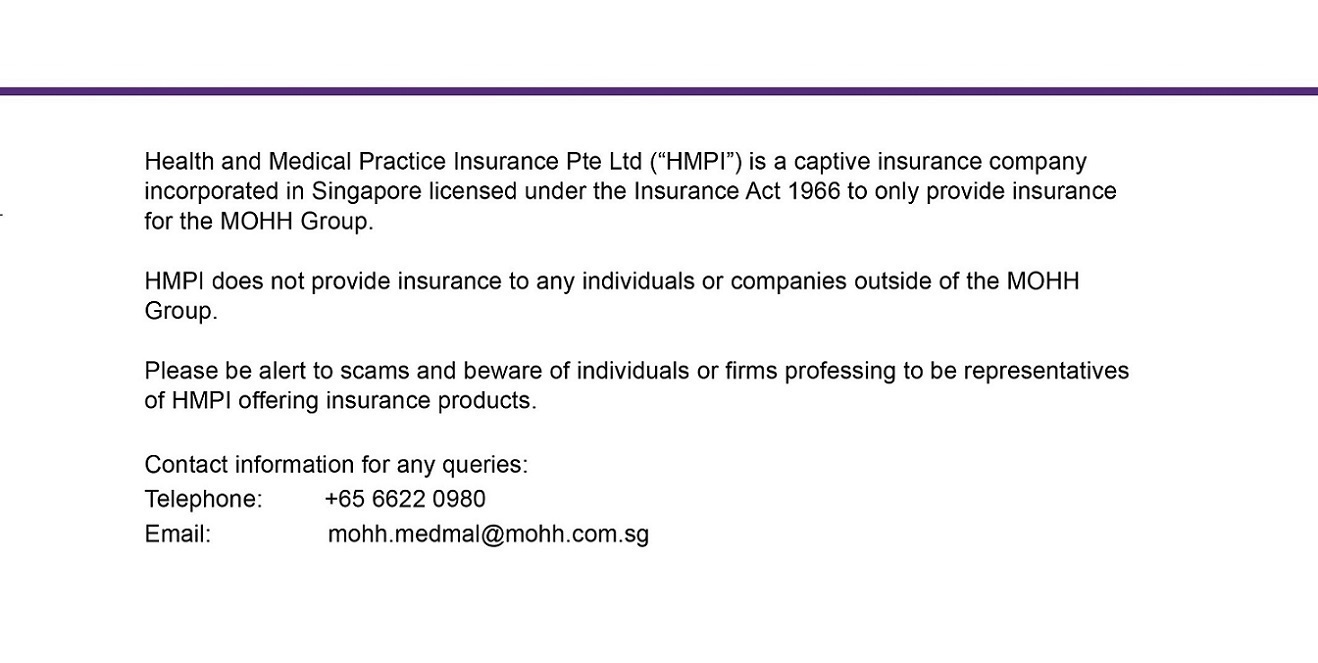 Health and Medical Practice Insurance Pte Ltd (“HMPI”) is a captive insurance company
incorporated in Singapore licensed under the Insurance Act 1966 to only provide insurance
for the MOHH Group.
HMPI does not provide insurance to any individuals or companies outside of the MOHH
Group.
Please be alert to scams and beware of individuals or firms professing to be representatives
of HMPI offering insurance products.
Contact information for any queries:
Telephone: +65 6622 0980
Email: mohh.medmal@mohh.com.sg